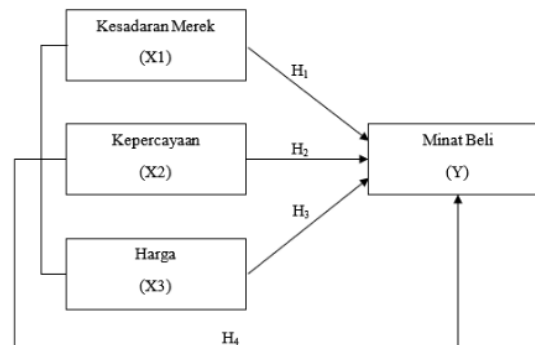 Kesadaran Merek
(X1)
H₁
Kepercayaan
(X2)
H₂
Minat Beli
(Y)
H₃
Harga
(X3)
H₄